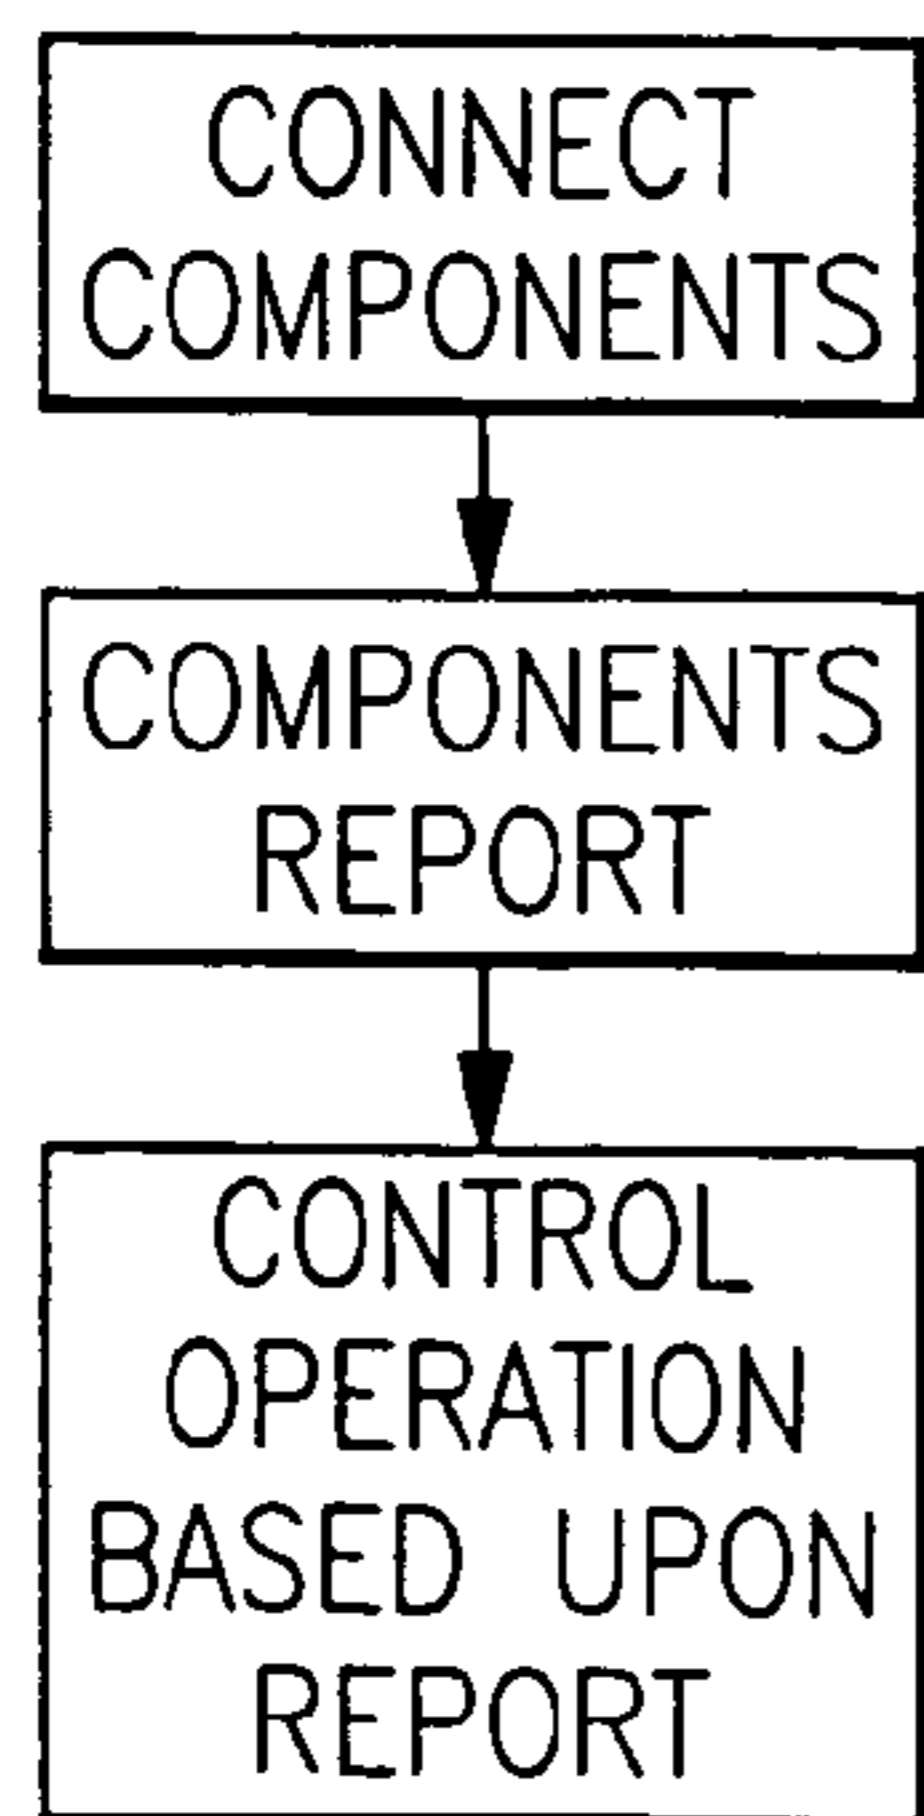 CONNECT
COMPONENTS
COMPONENTS
REPORT
CONTROL
OPERATION
BASED UPON
REPORT